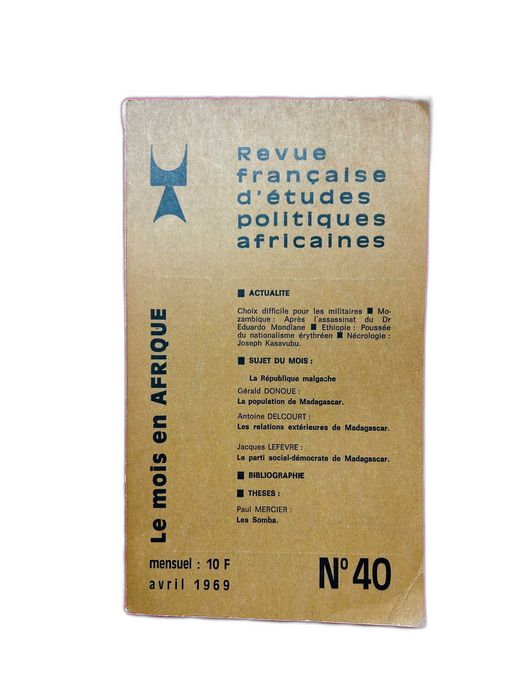 Revue
française
d'études
politiques
africaines
■ ACTUALITE
Choix difficile pour les militaires ■ Mo-
zambique : Après l'assassinat du Dr
Eduardo Mondlane ■ Ethiopie : Poussée
du nationalisme érythréen ■ Nécrologie :
Joseph Kasavubu.
■ SUJET DU MOIS :
La République malgache
Gérald DONQUE :
La population de Madagascar.
Antoine DELCOURT :
Les relations extérieures de Madagascar.
Jacques LEFEVRE :
Le parti social-démocrate de Madagascar.
■ BIBLIOGRAPHIE
■ THESES :
Paul MERCIER :
Les Somba.
Le mois en AFRIQUE
mensuel : 10 F
avril 1969
N° 40